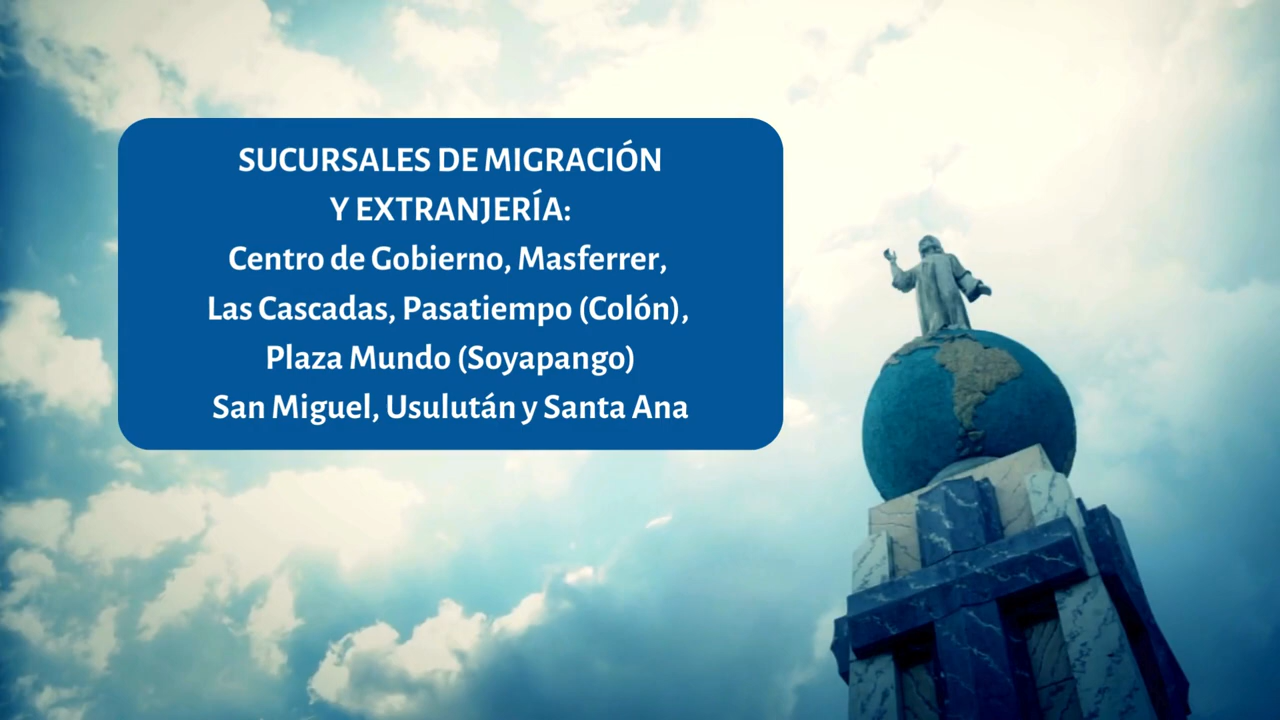 SUCURSALES DE MIGRACIÓN
Y EXTRANJERÍA:
Centro de Gobierno, Masferrer,
Las Cascadas, Pasatiempo (Colón),
Plaza Mundo (Soyapango)
San Miguel, Usulután y Santa Ana